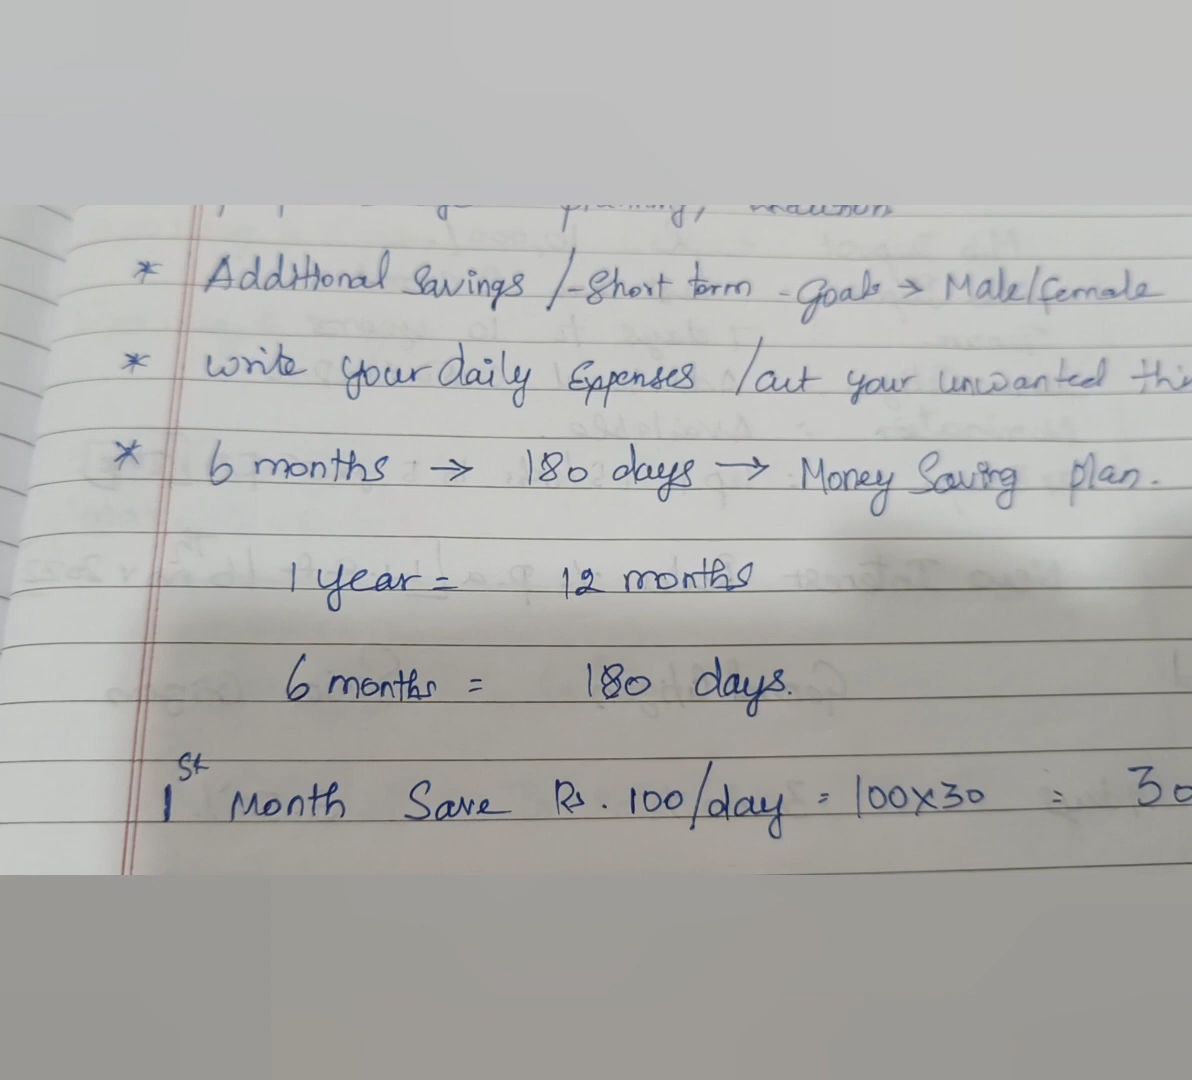 * Additional Savings /-Short term - Goals → Male/female
* write your daily Expenses /cut your unwanted
* 6 months → 180 days → Money Saving plan.
1 year = 12 months
6 months = 180 days.
1st Month Save Rs. 100/day = 100x30 = 30